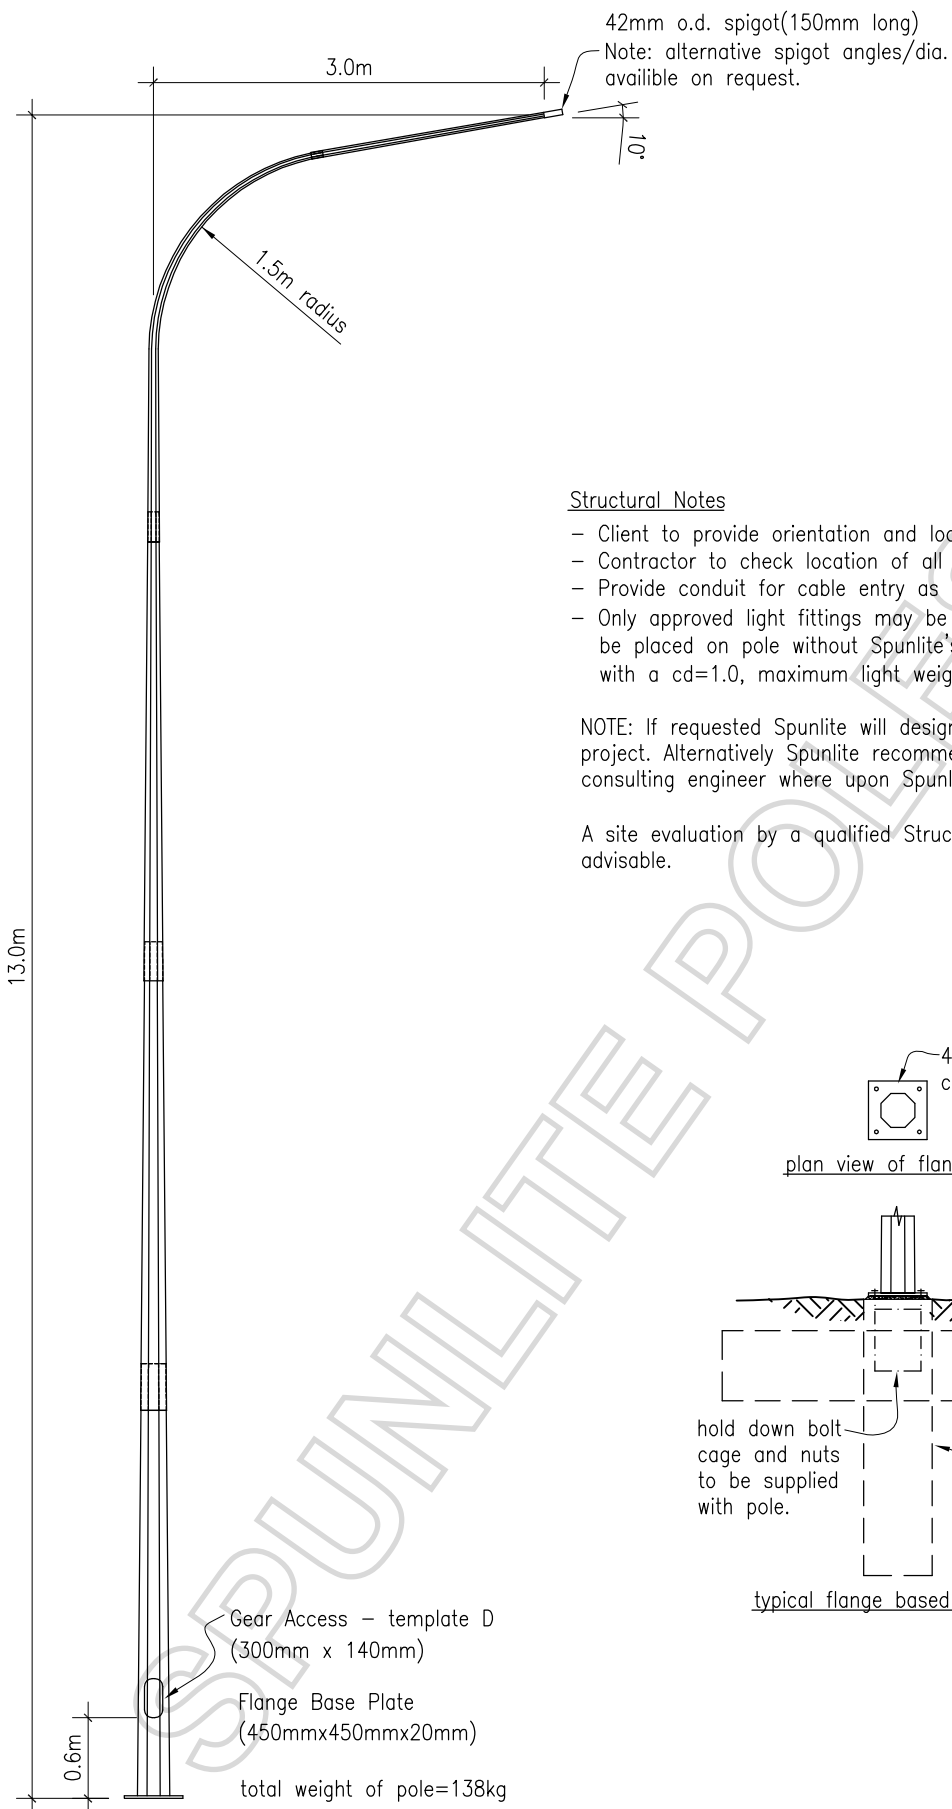 42mm o.d. spigot(150mm long)
Note: alternative spigot angles/dia.
availible on request.
3.0m
10°
1.5m radius
Structural Notes
- Client to provide orientation and loc
- Contractor to check location of all
- Provide conduit for cable entry as
- Only approved light fittings may be
be placed on pole without Spunlite's
with a cd=1.0, maximum light weig
NOTE: If requested Spunlite will design
project. Alternatively Spunlite recomme
consulting engineer where upon Spunl
A site evaluation by a qualified Struc
advisable.
13.0m
4
c
plan view of flan
hold down bolt
cage and nuts
to be supplied
with pole.
typical flange based
Gear Access - template D
(300mm x 140mm)
Flange Base Plate
(450mmx450mmx20mm)
0.6m
total weight of pole=138kg
SPUNLITE POLES